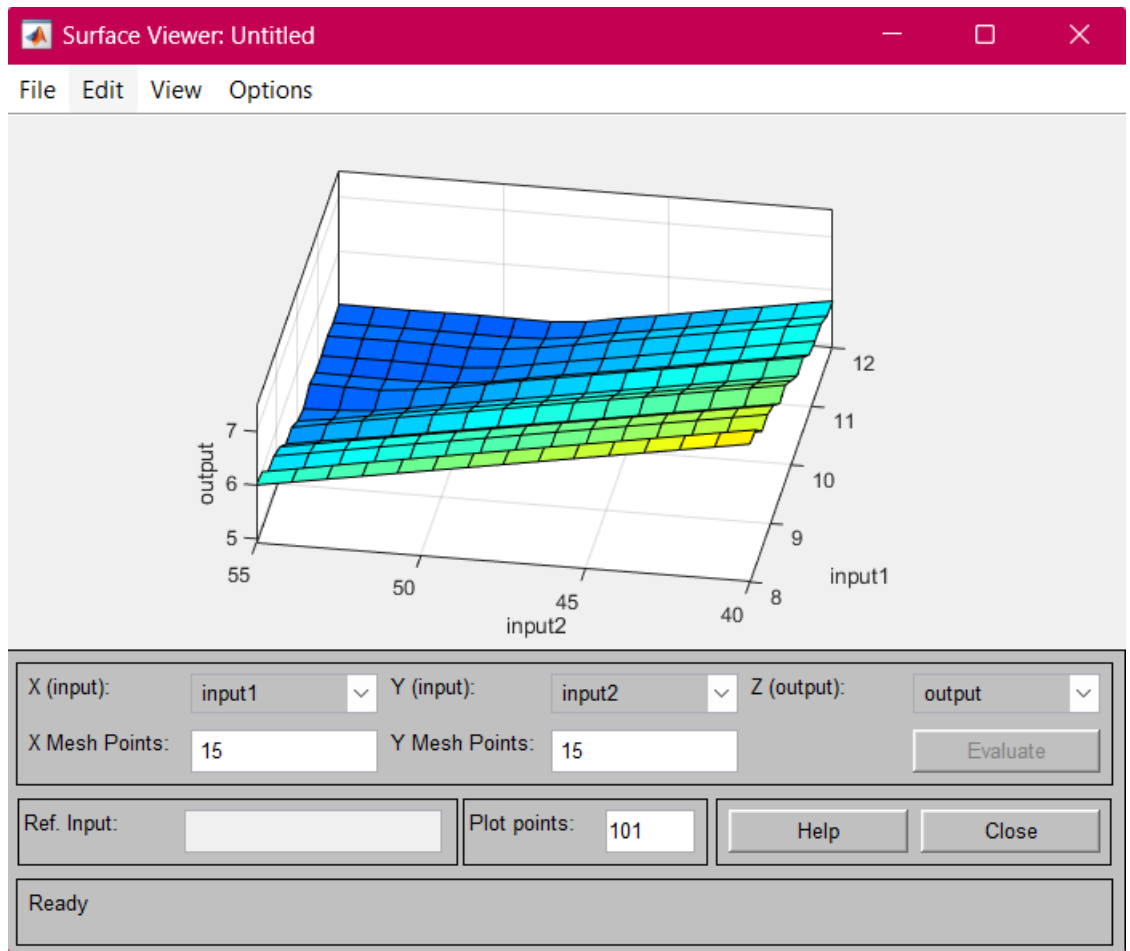 Surface Viewer: Untitled
File Edit View Options
7
6
5
output
55
50
45
40
input2
12
11
10
9
8
input1
X (input): input1 Y (input): input2 Z (output): output
X Mesh Points: 15 Y Mesh Points: 15 Evaluate
Ref. Input: Plot points: 101 Help Close
Ready